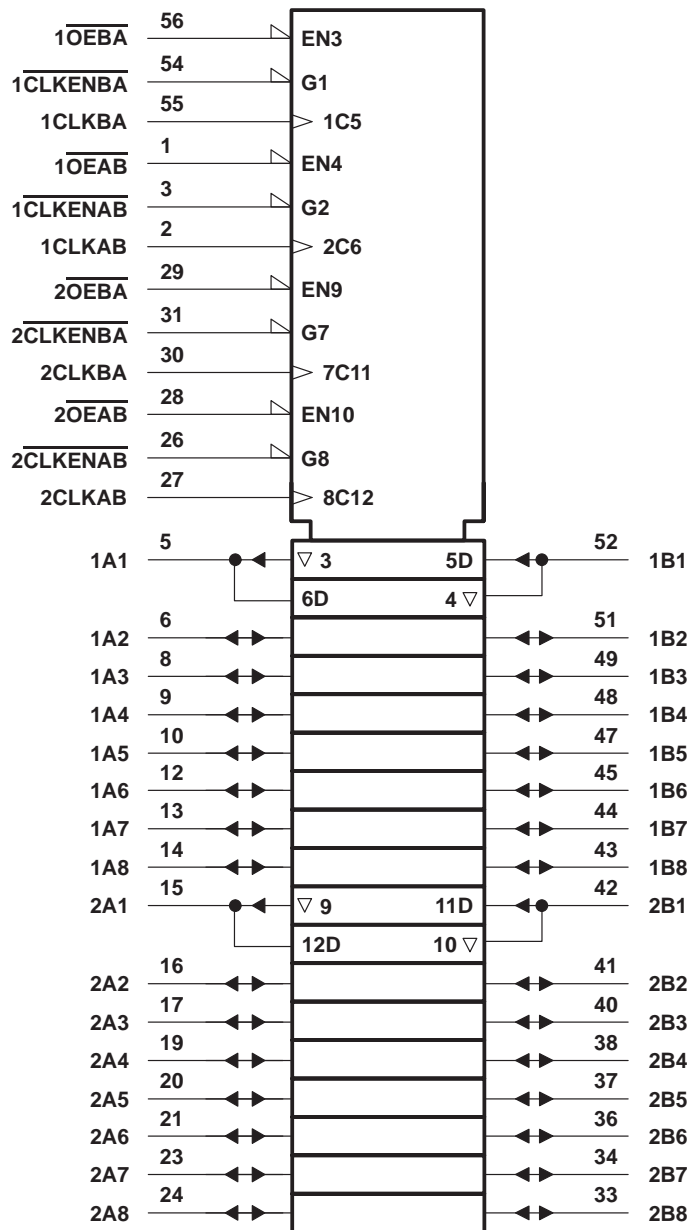 56
1OEBA EN3
54
1CLKENBA G1
55
1CLKBA 1C5
1
1OEAB EN4
3
1CLKENAB G2
2
1CLKAB 2C6
29
2OEBA EN9
31
2CLKENBA G7
30
2CLKBA 7C11
28
2OEAB EN10
26
2CLKENAB G8
27
2CLKAB 8C12
5 52
1A1 ▽ 3 5D 1B1
6D 4 ▽
6 51
1A2 1B2
8 49
1A3 1B3
9 48
1A4 1B4
10 47
1A5 1B5
12 45
1A6 1B6
13 44
1A7 1B7
14 43
1A8 1B8
15 42
2A1 ▽ 9 11D 2B1
12D 10 ▽
16 41
2A2 2B2
17 40
2A3 2B3
19 38
2A4 2B4
20 37
2A5 2B5
21 36
2A6 2B6
23 34
2A7 2B7
24 33
2A8 2B8